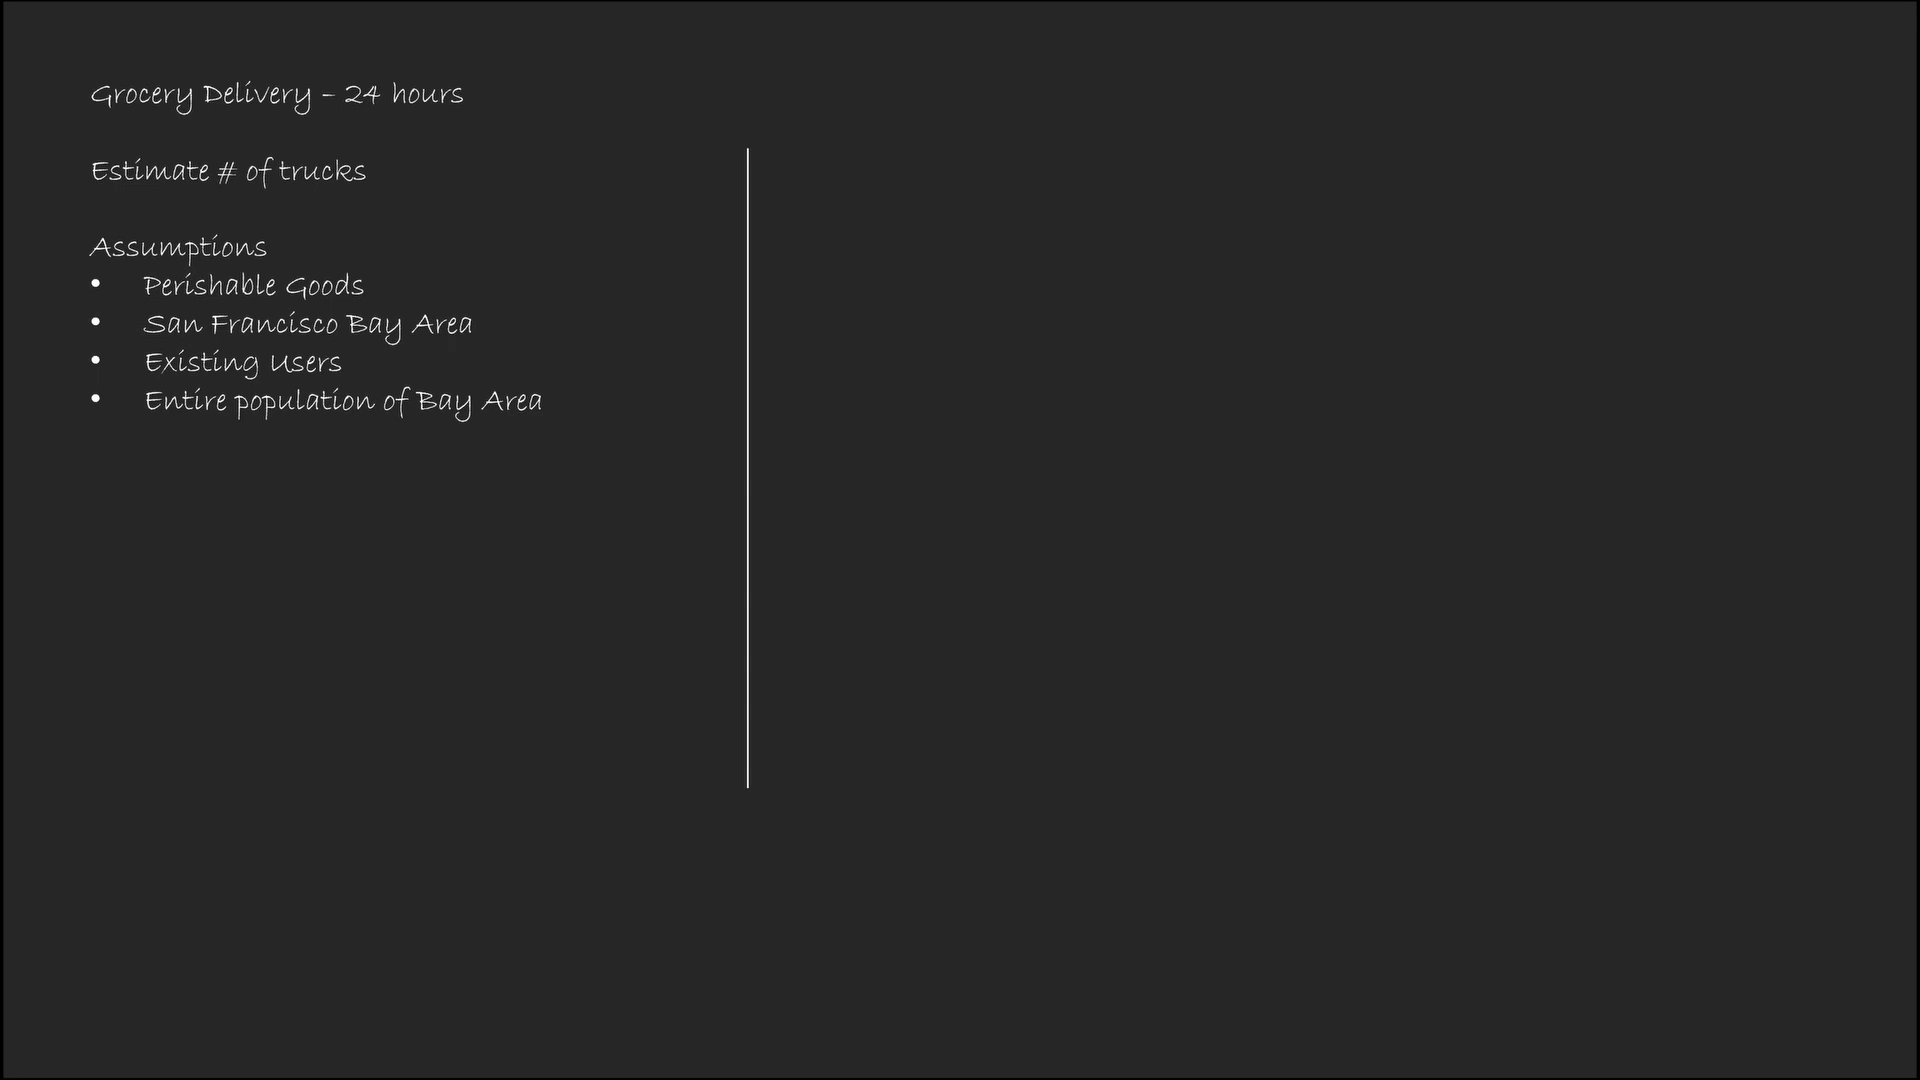 Grocery Delivery – 24 hours
Estimate # of trucks
Assumptions
• Perishable Goods
• San Francisco Bay Area
• Existing Users
• Entire population of Bay Area